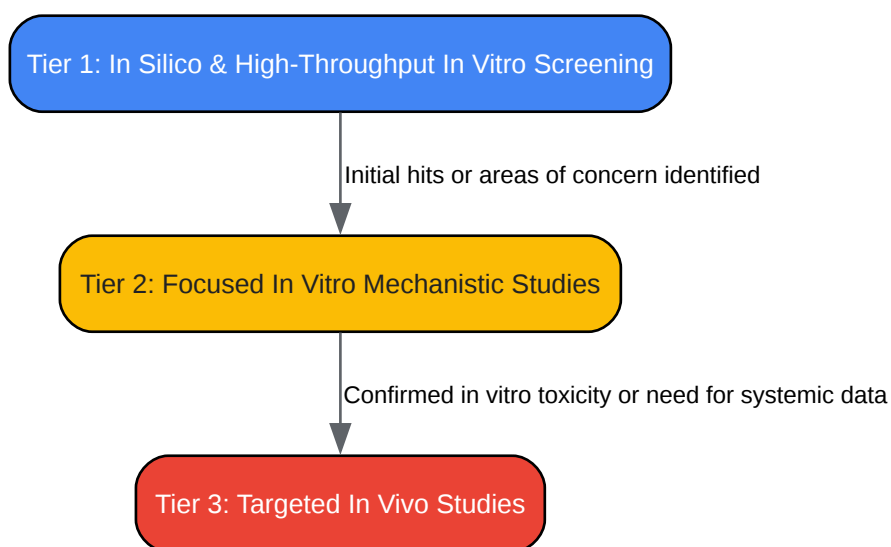 Tier 1: In Silico & High-Throughput In Vitro Screening
Initial hits or areas of concern identified
Tier 2: Focused In Vitro Mechanistic Studies
Confirmed in vitro toxicity or need for systemic data
Tier 3: Targeted In Vivo Studies